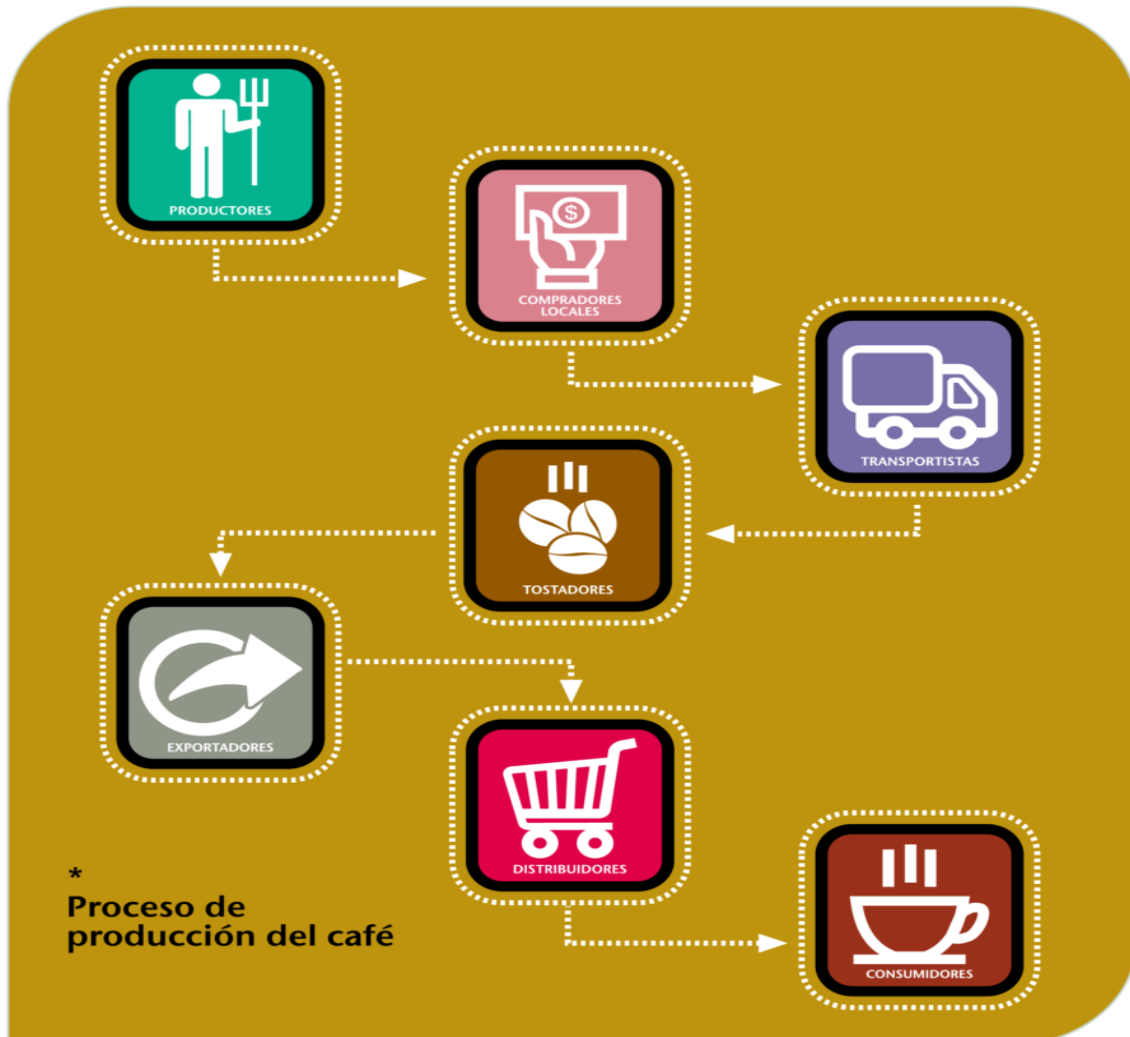 PRODUCTORES
$
COMPRADORES
LOCALES
TRANSPORTISTAS
TOSTADORES
EXPORTADORES
DISTRIBUIDORES
CONSUMIDORES
*
Proceso de
producción del café